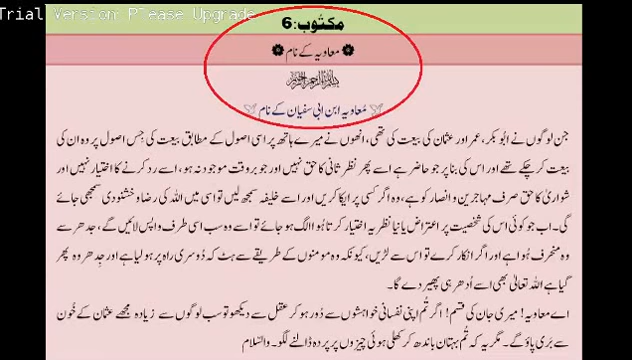 Trial Version Please Upgrade
مکتوب:6
معاویہ کے نام
معاویہ ابن ابی سفیان کے نام
جن لوگوں نے ابوبکر، عمر اور عثمان کی بیعت کی تھی، انھوں نے میرے ہاتھ پر اسی اصول کے مطابق بیعت کی جس اصول پر وہ ان کی
بیعت کر چکے تھے اور اس کی بنا پر جو حاضر ہے اسے پھر نظر ثانی کا حق نہیں اور جو بروقت موجود نہ ہو، اسے رد کرنے کا اختیار نہیں اور
شوریٰ کا حق صرف مہاجرین و انصار کو ہے، وہ اگر کسی پر ایکا کریں اور اسے خلیفہ سمجھ لیں تو اسی میں اللہ کی رضا و خشنودی سمجھی جائے
گی۔ اب جو کوئی اس کی شخصیت پر اعتراض یا نیا نظریہ اختیار کرتا ہوا الگ ہو جائے تو اسے وہ سب اسی طرف واپس لائیں گے، جدھر سے
وہ منحرف ہوا ہے اور اگر انکار کرے تو اس سے لڑیں، کیونکہ وہ مومنوں کے طریقے سے ہٹ کہ دوسری راہ پر ہو لیا ہے اور جدھر وہ پھر
گیا ہے اللہ تعالیٰ بھی اسے ادھر ہی پھیر دے گا۔
اے معاویہ! میری جان کی قسم! اگر تم اپنی نفسانی خواہشوں سے دور ہو کر عقل سے دیکھو تو سب لوگوں سے زیادہ مجھے عثمان کے خون
سے بری پاؤ گے۔ مگر یہ کہ تم بہتان باندھ کر کھلی ہوئی چیزوں پر پردہ ڈالنے لگو۔ والسلام